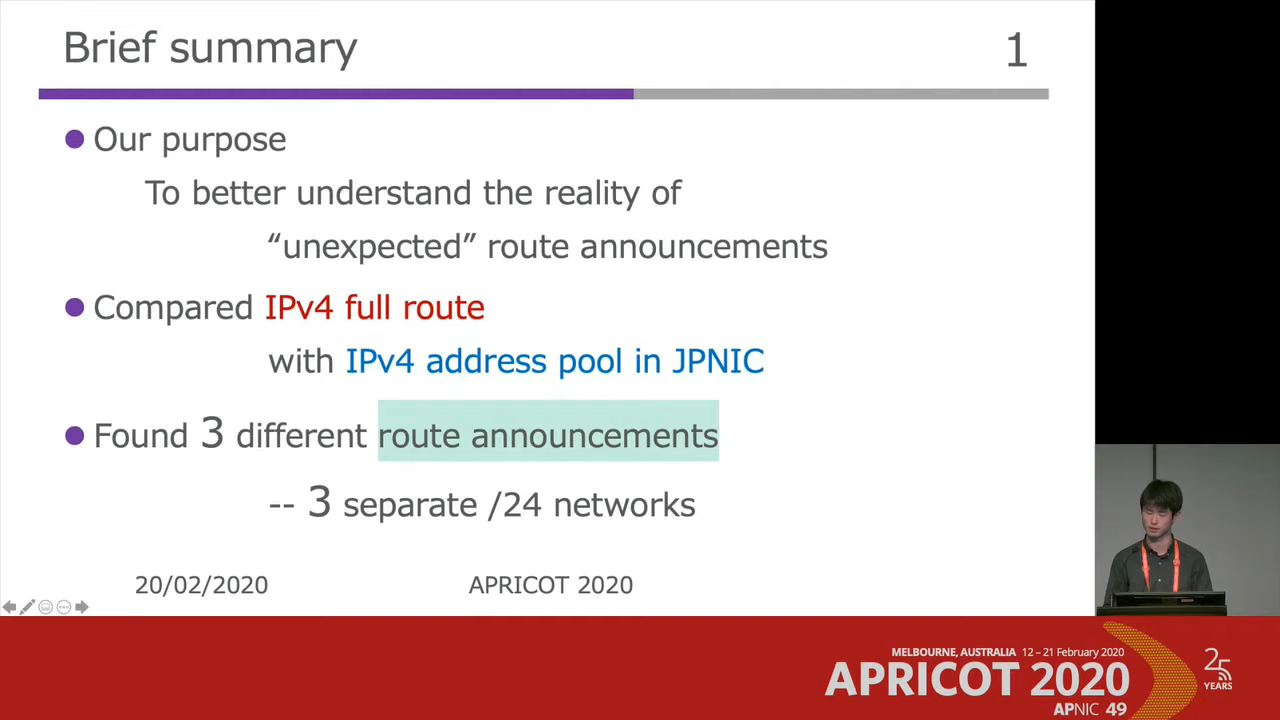 Brief summary
1
Our purpose
To better understand the reality of
“unexpected” route announcements
Compared IPv4 full route
with IPv4 address pool in JPNIC
Found 3 different route announcements
-- 3 separate /24 networks
20/02/2020
APRICOT 2020
MELBOURNE, AUSTRALIA 12 – 21 February 2020
APRICOT 2020
APNIC 49
25
YEARS